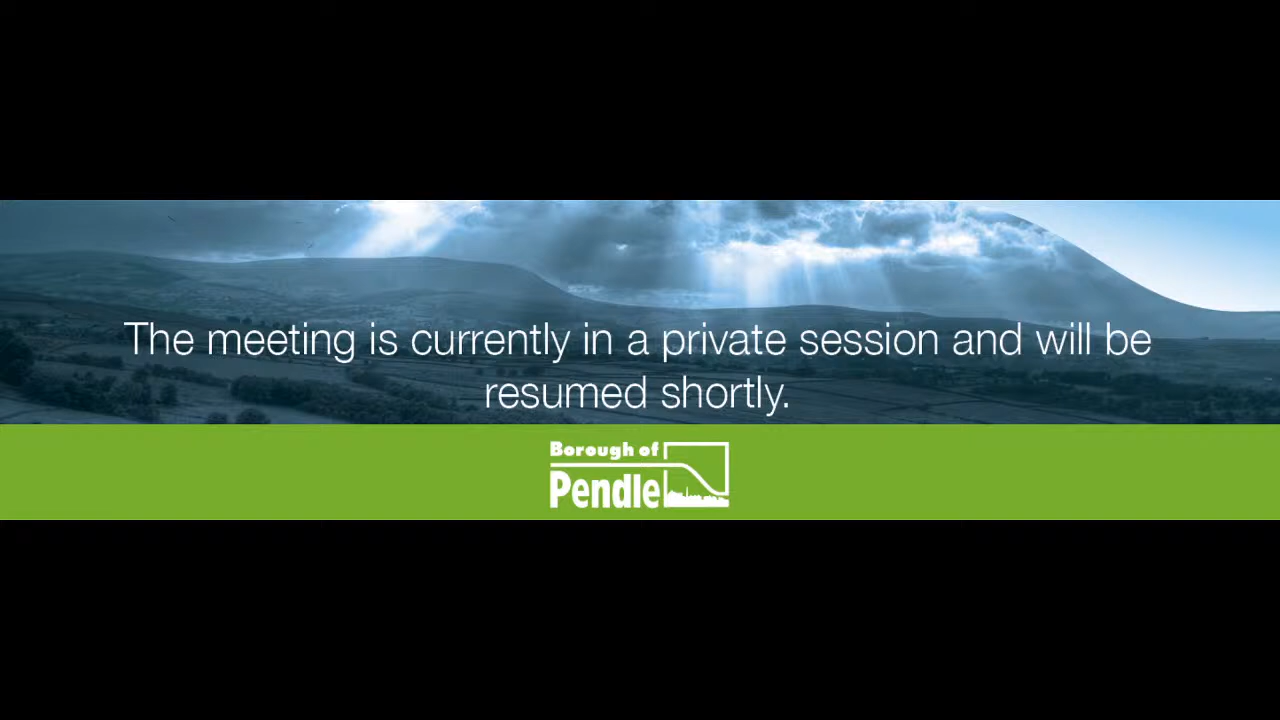 The meeting is currently in a private session and will be
resumed shortly.
Borough of
Pendle